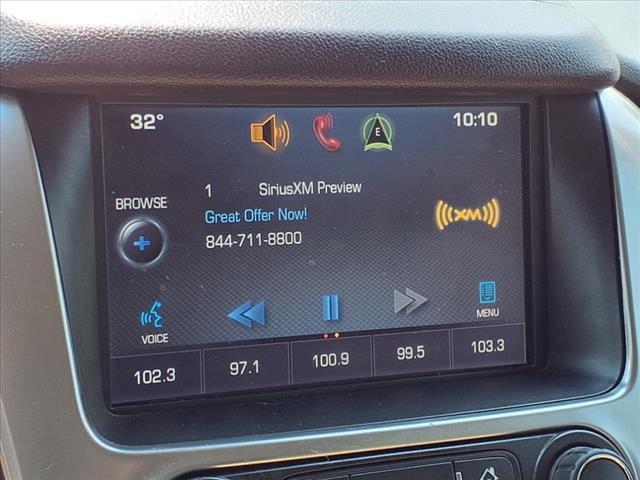 32°
10:10
E
1 SiriusXM Preview
BROWSE
Great Offer Now!
844-711-8800
XM
VOICE
MENU
102.3 97.1 100.9 99.5 103.3